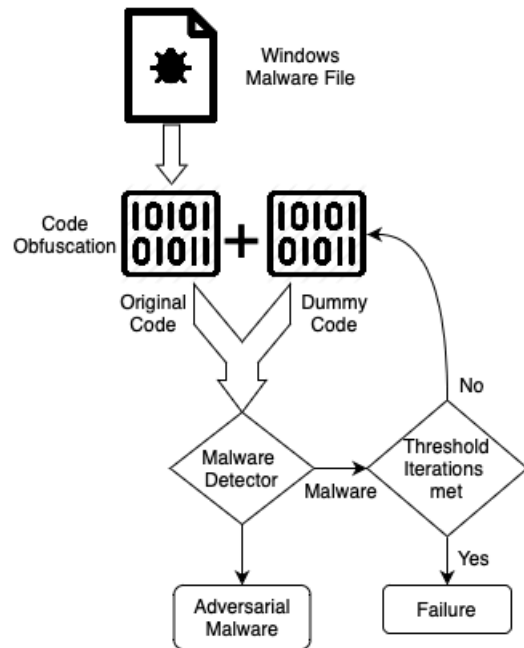 Windows
Malware File
Code
Obfuscation
10101
01011
+
10101
01011
Original
Code
Dummy
Code
No
Malware
Detector
Malware
Threshold
Iterations
met
Yes
Adversarial
Malware
Failure